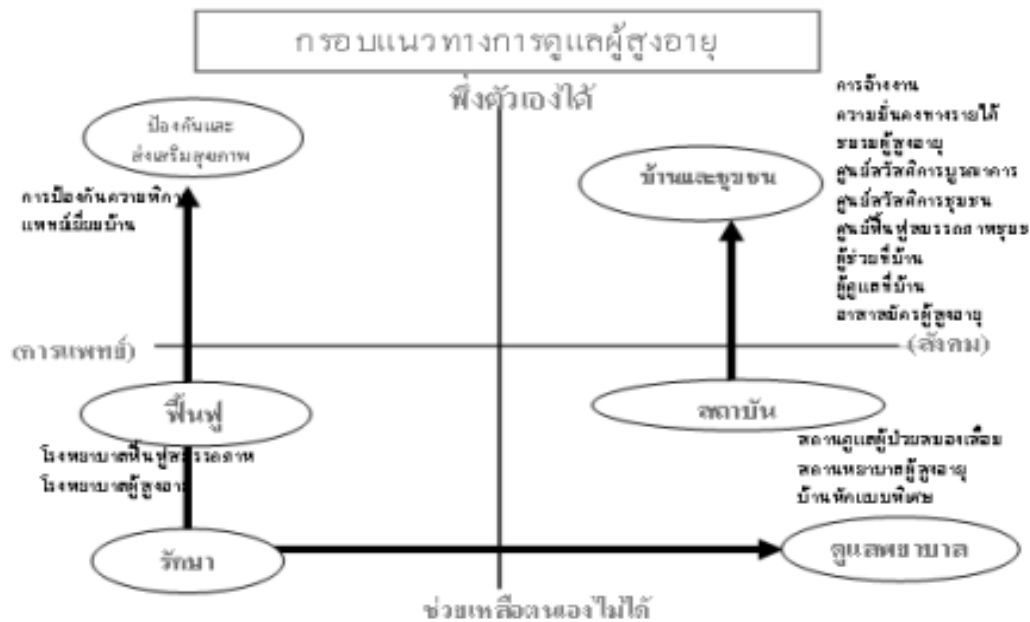 กรอบแนวทางการดูแลผู้สูงอายุ
พึ่งตัวเองได้
ป้องกันและ
ส่งเสริมสุขภาพ
การป้องกันความพิกา
แพทย์เยี่ยมบ้าน
บ้านและชุมชน
การจ้างงาน
ความมั่นคงทางรายได้
ชมรมผู้สูงอายุ
ศูนย์สวัสดิการบูรณาการ
ศูนย์สวัสดิการชุมชน
ศูนย์ฟื้นฟูสมรรถภาพชุมช
ผู้ช่วยที่บ้าน
ผู้ดูแลที่บ้าน
อาสาสมัครผู้สูงอายุ
(การแพทย์)
(สังคม)
ฟื้นฟู
โรงพยาบาลฟื้นฟูสมรรถภาพ
โรงพยาบาลผู้สูงอายุ
สถาบัน
สถานดูแลผู้ป่วยสมองเสื่อม
สถานพยาบาลผู้สูงอายุ
บ้านพักแบบพิเศษ
รักษา
ดูแลพยาบาล
ช่วยเหลือตนเองไม่ได้